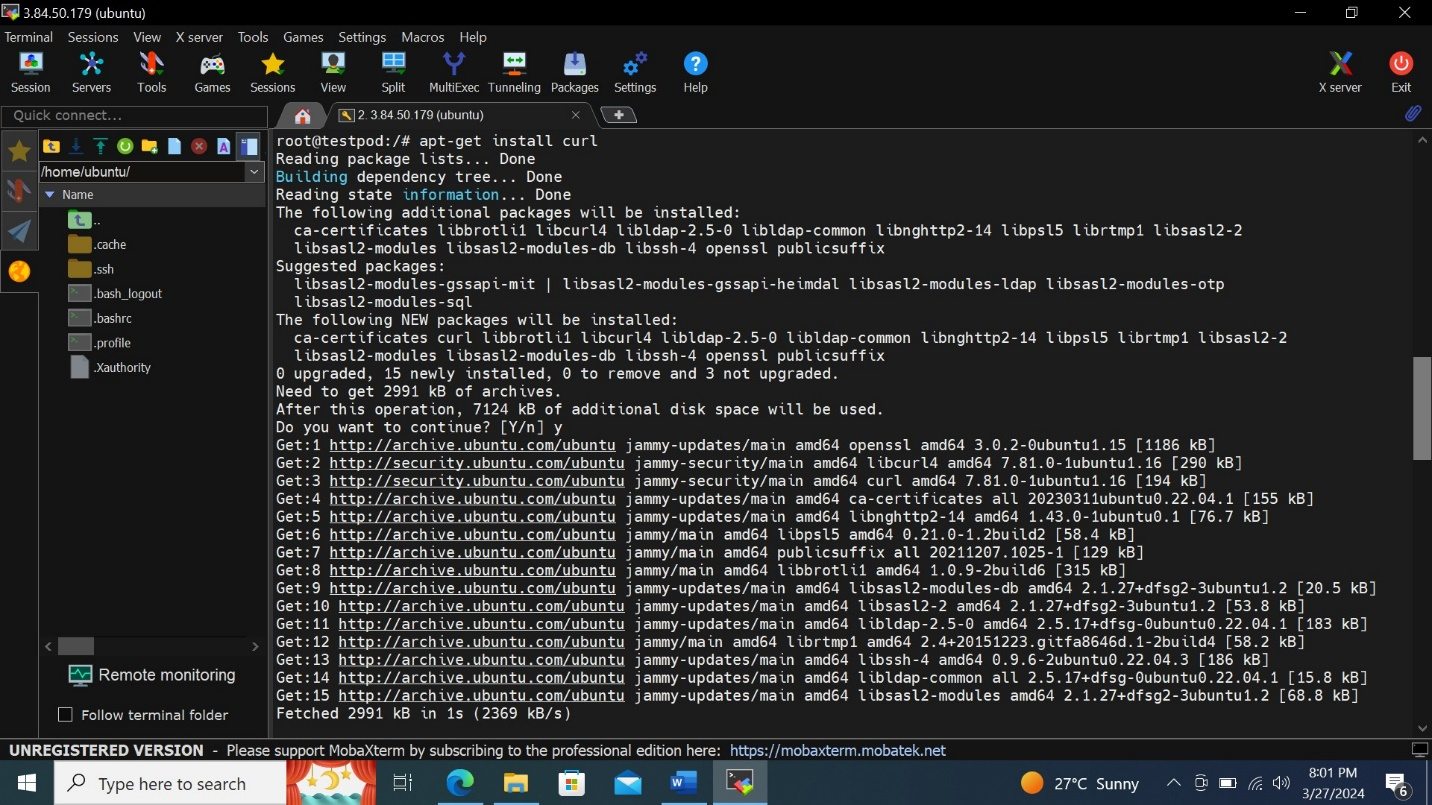 3.84.50.179 (ubuntu)
Terminal Sessions View X server Tools Games Settings Macros Help
Session Servers Tools Games Sessions View Split MultiExec Tunneling Packages Settings Help X server Exit
Quick connect...
2. 3.84.50.179 (ubuntu)
/home/ubuntu/
Name
..
.cache
.ssh
.bash_logout
.bashrc
.profile
.Xauthority
Remote monitoring
Follow terminal folder
root@testpod:/# apt-get install curl
Reading package lists... Done
Building dependency tree... Done
Reading state information... Done
The following additional packages will be installed:
ca-certificates libbrotli1 libcurl4 libldap-2.5-0 libldap-common libnghttp2-14 libpsl5 librtmp1 libsasl2-2
libsasl2-modules libsasl2-modules-db libssh-4 openssl publicsuffix
Suggested packages:
libsasl2-modules-gssapi-mit | libsasl2-modules-gssapi-heimdal libsasl2-modules-ldap libsasl2-modules-otp
libsasl2-modules-sql
The following NEW packages will be installed:
ca-certificates curl libbrotli1 libcurl4 libldap-2.5-0 libldap-common libnghttp2-14 libpsl5 librtmp1 libsasl2-2
libsasl2-modules libsasl2-modules-db libssh-4 openssl publicsuffix
0 upgraded, 15 newly installed, 0 to remove and 3 not upgraded.
Need to get 2991 kB of archives.
After this operation, 7124 kB of additional disk space will be used.
Do you want to continue? [Y/n] y
Get:1 http://archive.ubuntu.com/ubuntu jammy-updates/main amd64 openssl amd64 3.0.2-0ubuntu1.15 [1186 kB]
Get:2 http://security.ubuntu.com/ubuntu jammy-security/main amd64 libcurl4 amd64 7.81.0-1ubuntu1.16 [290 kB]
Get:3 http://security.ubuntu.com/ubuntu jammy-security/main amd64 curl amd64 7.81.0-1ubuntu1.16 [194 kB]
Get:4 http://archive.ubuntu.com/ubuntu jammy-updates/main amd64 ca-certificates all 20230311ubuntu0.22.04.1 [155 kB]
Get:5 http://archive.ubuntu.com/ubuntu jammy-updates/main amd64 libnghttp2-14 amd64 1.43.0-1ubuntu0.1 [76.7 kB]
Get:6 http://archive.ubuntu.com/ubuntu jammy/main amd64 libpsl5 amd64 0.21.0-1.2build2 [58.4 kB]
Get:7 http://archive.ubuntu.com/ubuntu jammy/main amd64 publicsuffix all 20211207.1025-1 [129 kB]
Get:8 http://archive.ubuntu.com/ubuntu jammy/main amd64 libbrotli1 amd64 1.0.9-2build6 [315 kB]
Get:9 http://archive.ubuntu.com/ubuntu jammy-updates/main amd64 libsasl2-modules-db amd64 2.1.27+dfsg2-3ubuntu1.2 [20.5 kB]
Get:10 http://archive.ubuntu.com/ubuntu jammy-updates/main amd64 libsasl2-2 amd64 2.1.27+dfsg2-3ubuntu1.2 [53.8 kB]
Get:11 http://archive.ubuntu.com/ubuntu jammy-updates/main amd64 libldap-2.5-0 amd64 2.5.17+dfsg-0ubuntu0.22.04.1 [183 kB]
Get:12 http://archive.ubuntu.com/ubuntu jammy/main amd64 librtmp1 amd64 2.4+20151223.gitfa8646d.1-2build4 [58.2 kB]
Get:13 http://archive.ubuntu.com/ubuntu jammy-updates/main amd64 libssh-4 amd64 0.9.6-2ubuntu0.22.04.3 [186 kB]
Get:14 http://archive.ubuntu.com/ubuntu jammy-updates/main amd64 libldap-common all 2.5.17+dfsg-0ubuntu0.22.04.1 [15.8 kB]
Get:15 http://archive.ubuntu.com/ubuntu jammy-updates/main amd64 libsasl2-modules amd64 2.1.27+dfsg2-3ubuntu1.2 [68.8 kB]
Fetched 2991 kB in 1s (2369 kB/s)
UNREGISTERED VERSION - Please support MobaXterm by subscribing to the professional edition here: https://mobaxterm.mobatek.net
Type here to search
27°C Sunny
8:01 PM
3/27/2024
6